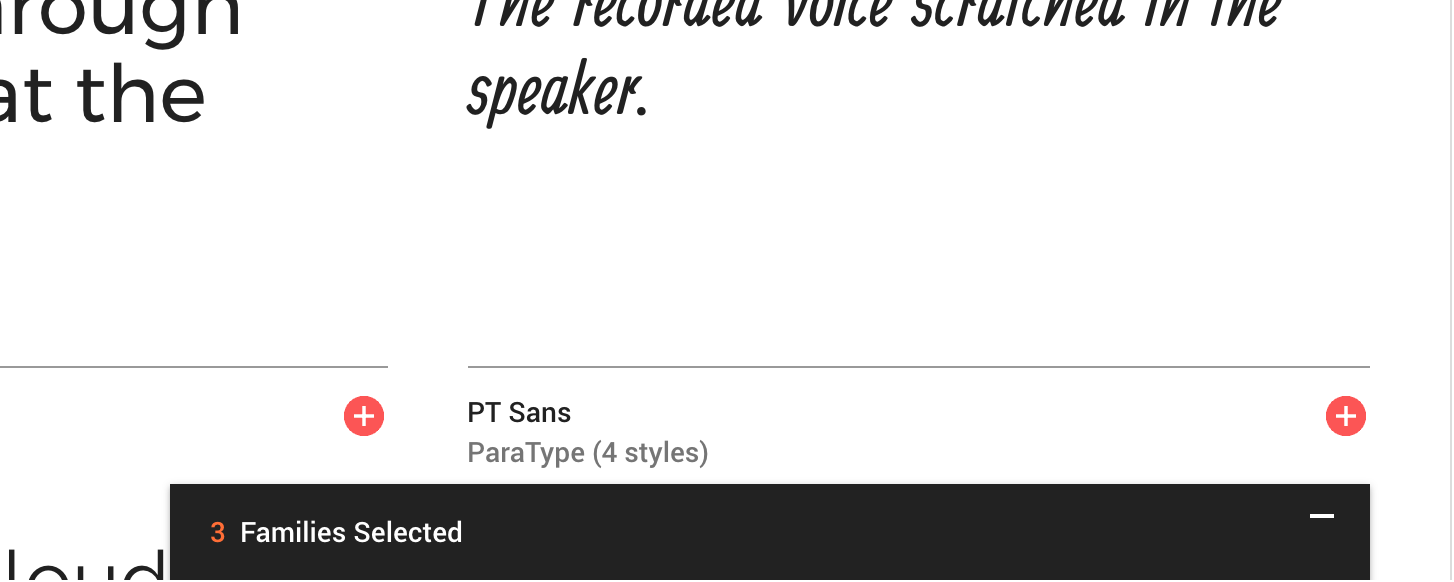 rough
at the
The recorded voice scratched in the
speaker.
PT Sans
ParaType (4 styles)
3 Families Selected
loud